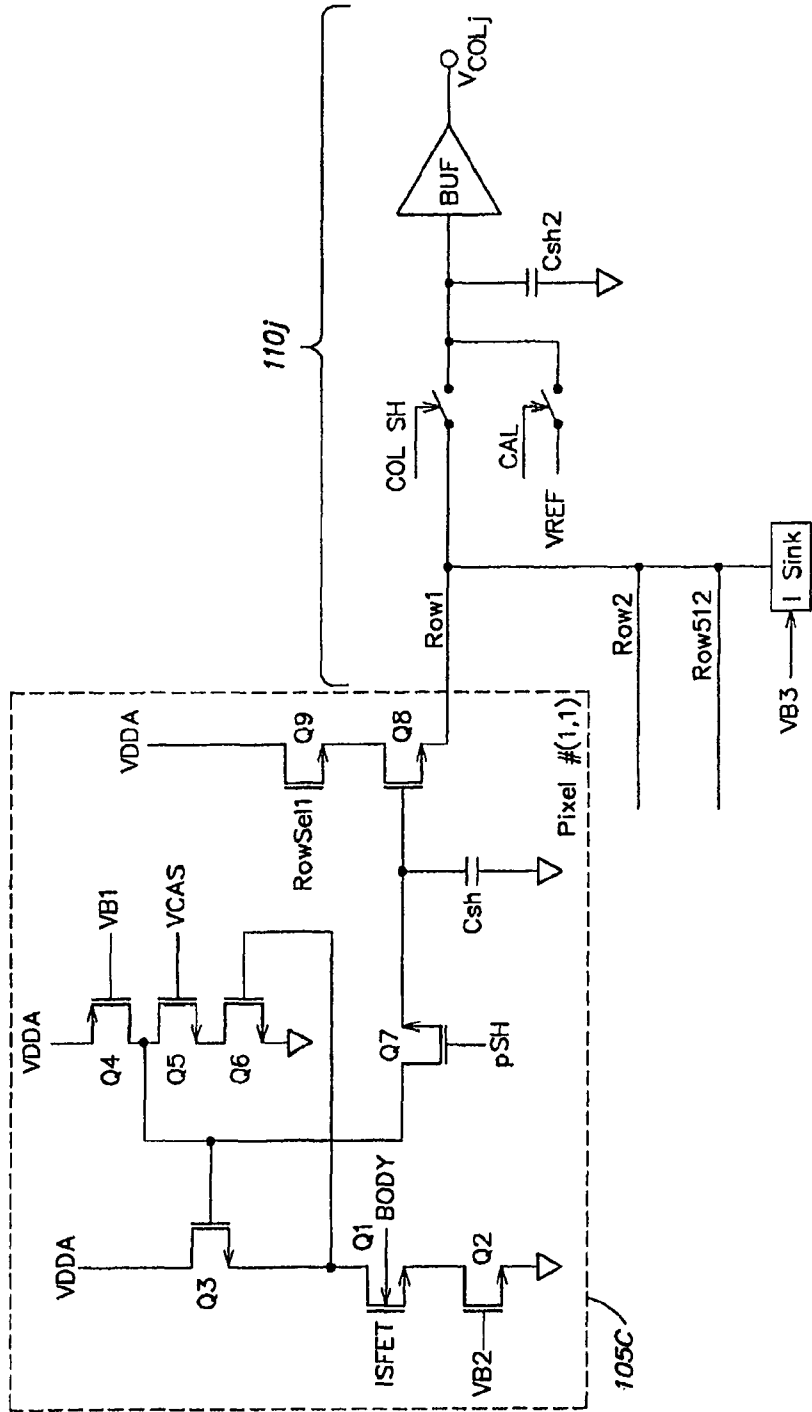 110j
VDDA
VB1
VCAS
VDDA
Q4
Q5
Q6
Q3
Q7
pSH
Q1
BODY
ISFET
Q2
VB2
105C
VDDA
Q9
RowSel1
Q8
Csh
Pixel #(1,1)
Row1
Row2
Row512
VB3
I Sink
COL SH
CAL
VREF
Csh2
BUF
VCOLj